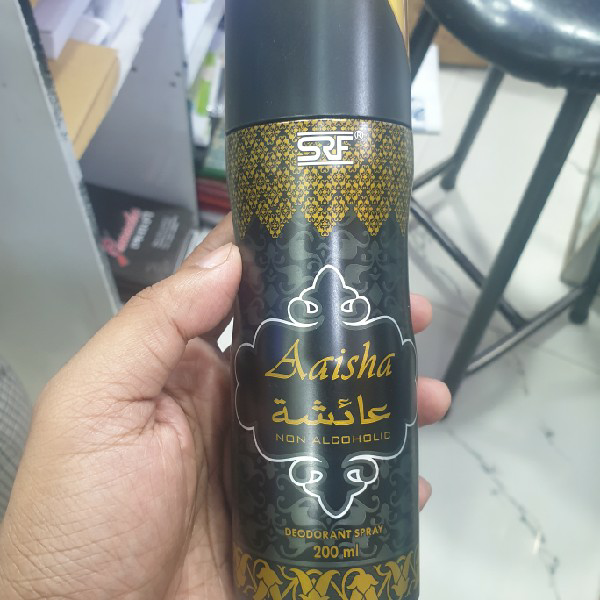 SRF®
Aaisha
عائشة
NON ALCOHOLIC
DEODORANT SPRAY
200 ml